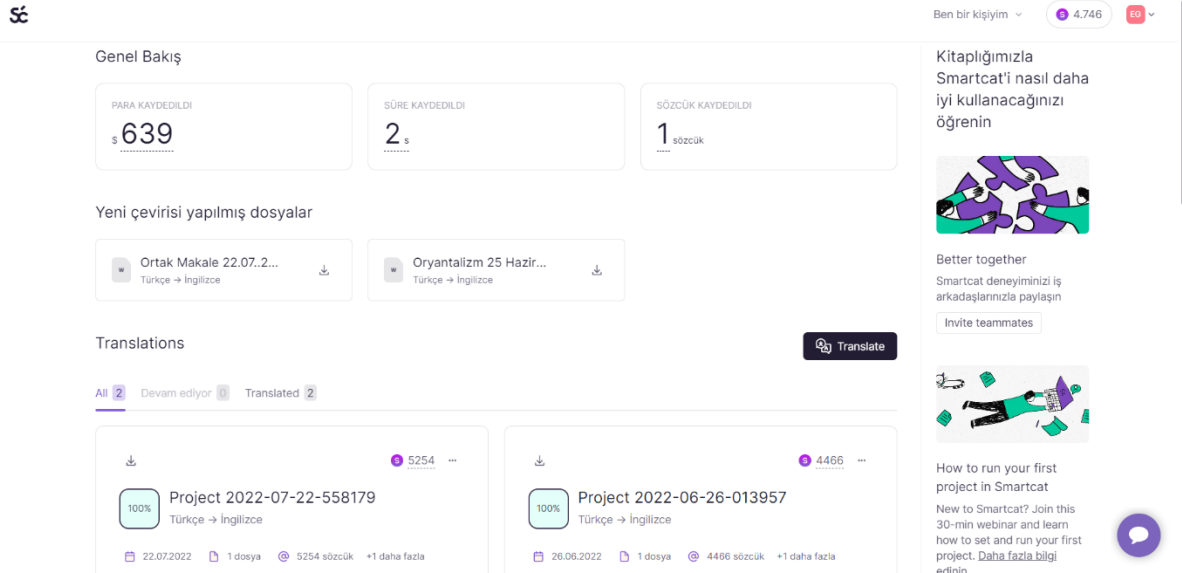 Sć
Ben bir kişiyim
S 4.746
EG
Genel Bakış
PARA KAYDEDILDI
$ 639
SÜRE KAYDEDILDI
2 s
SÖZCÜK KAYDEDILDI
1 sözcük
Yeni çevirisi yapılmış dosyalar
W
Ortak Makale 22.07..2...
Türkçe → İngilizce
W
Oryantalizm 25 Hazir...
Türkçe → İngilizce
Translations
Translate
All 2
Devam ediyor 0
Translated 2
S 5254 ...
100%
Project 2022-07-22-558179
Türkçe → İngilizce
22.07.2022
1 dosya
5254 sözcük
+1 daha fazla
S 4466 ...
100%
Project 2022-06-26-013957
Türkçe → İngilizce
26.06.2022
1 dosya
4466 sözcük
+1 daha fazla
Kitaplığımızla
Smartcat'i nasıl daha
iyi kullanacağınızı
öğrenin
Better together
Smartcat deneyiminizi iş
arkadaşlarınızla paylaşın
Invite teammates
How to run your first
project in Smartcat
New to Smartcat? Join this
30-min webinar and learn
how to set and run your first
project. Daha fazla bilgi
edinin